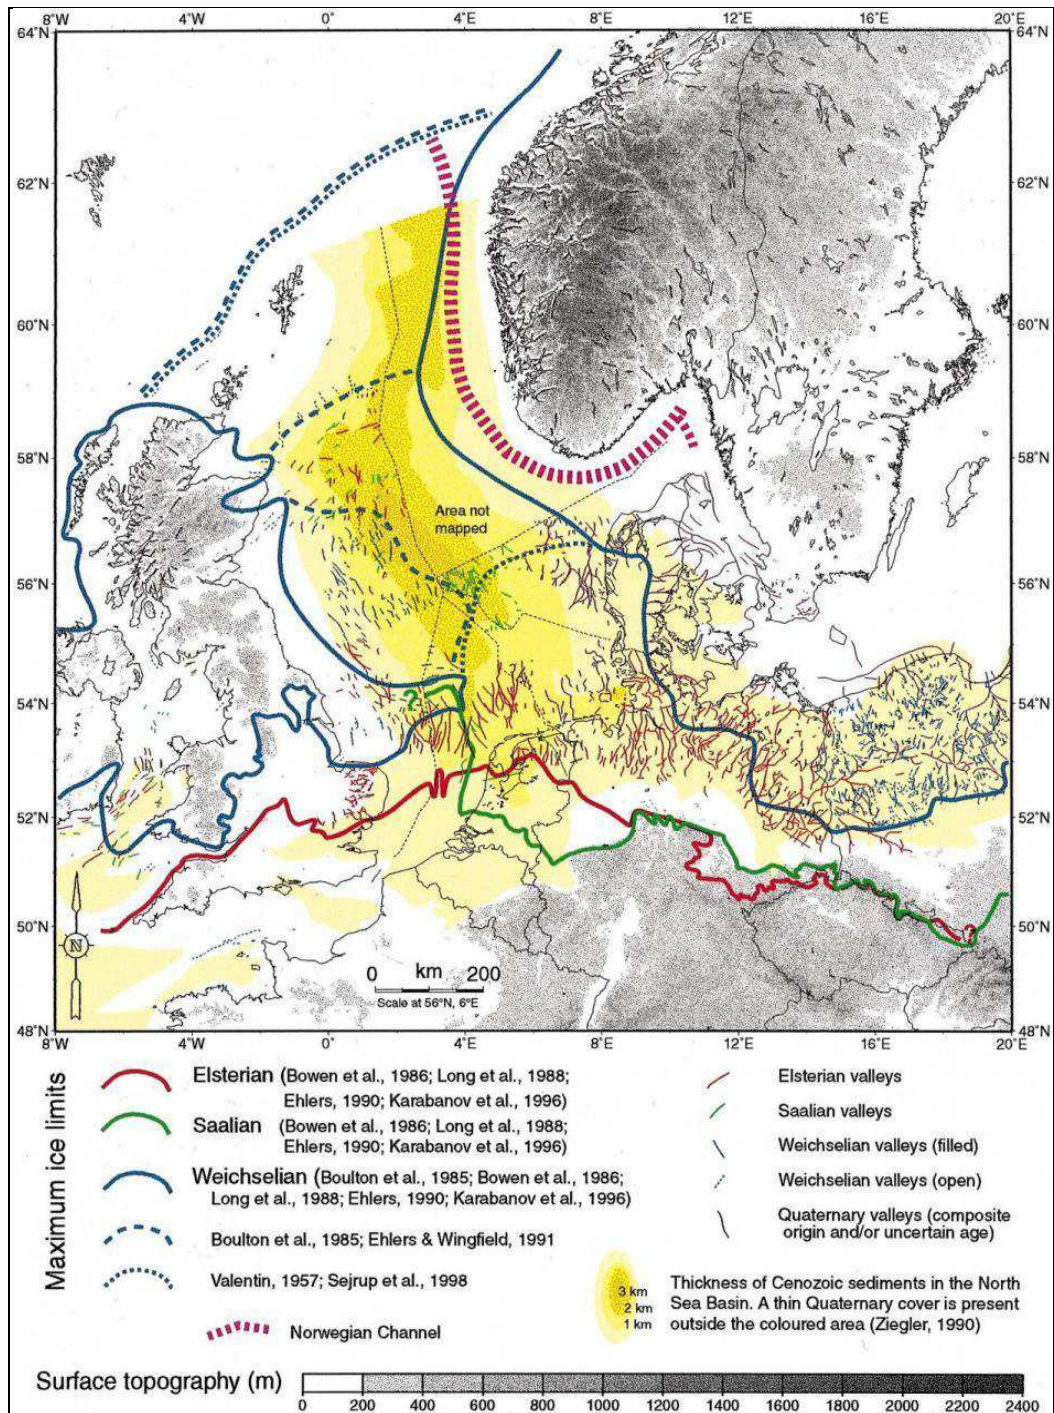 8°W 4°W 0° 4°E 8°E 12°E 16°E 20°E
64°N 64°N
62°N 62°N
60°N 60°N
58°N 58°N
Area not
mapped
56°N 56°N
?
54°N 54°N
52°N 52°N
50°N 50°N
?
N
0 km 200
Scale at 56°N, 6°E
48°N 48°N
8°W 4°W 0° 4°E 8°E 12°E 16°E 20°E
Maximum ice limits
Elsterian (Bowen et al., 1986; Long et al., 1988;
Ehlers, 1990; Karabanov et al., 1996)
Saalian (Bowen et al., 1986; Long et al., 1988;
Ehlers, 1990; Karabanov et al., 1996)
Weichselian (Boulton et al., 1985; Bowen et al., 1986;
Long et al., 1988; Ehlers, 1990; Karabanov et al., 1996)
Boulton et al., 1985; Ehlers & Wingfield, 1991
Valentin, 1957; Sejrup et al., 1998
Norwegian Channel
Elsterian valleys
Saalian valleys
Weichselian valleys (filled)
Weichselian valleys (open)
Quaternary valleys (composite
origin and/or uncertain age)
3 km
2 km
1 km
Thickness of Cenozoic sediments in the North
Sea Basin. A thin Quaternary cover is present
outside the coloured area (Ziegler, 1990)
Surface topography (m)
0 200 400 600 800 1000 1200 1400 1600 1800 2000 2200 2400